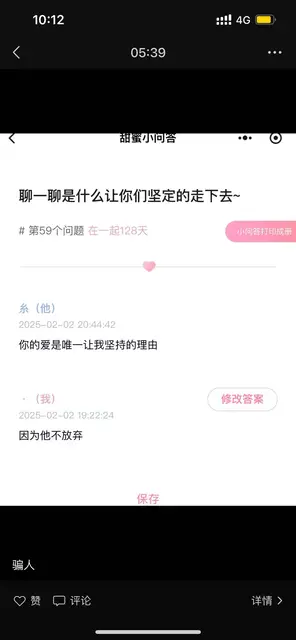 10:12
4G
05:39
甜蜜小问答
聊一聊是什么让你们坚定的走下去~
# 第59个问题 在一起128天
小问答打印成册
糸（他）
2025-02-02 20:44:42
你的爱是唯一让我坚持的理由
·（我）
修改答案
2025-02-02 19:22:24
因为他不放弃
保存
骗人
赞
评论
详情